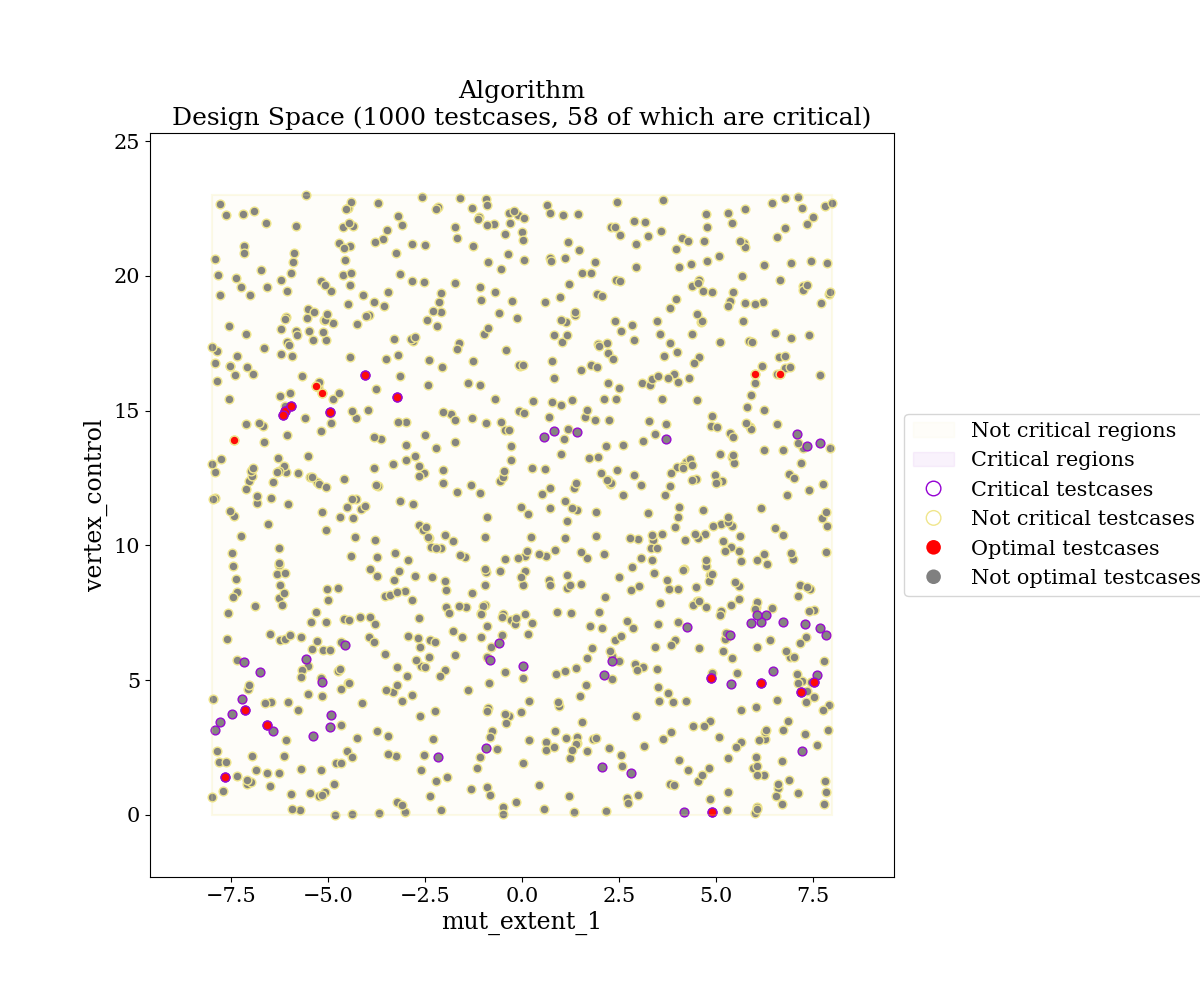 Algorithm
Design Space (1000 testcases, 58 of which are critical)
25
20
15
10
5
0
vertex_control
−7.5 −5.0 −2.5 0.0 2.5 5.0 7.5
mut_extent_1
Not critical regions
Critical regions
Critical testcases
Not critical testcases
Optimal testcases
Not optimal testcases